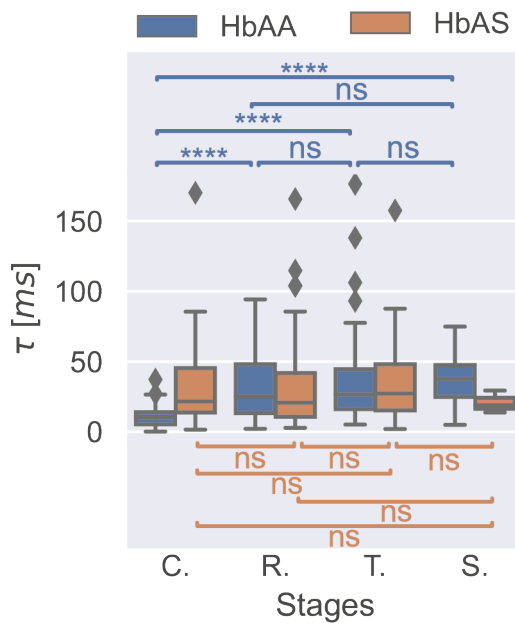 HbAA HbAS
****
ns
****
**** ns ns
150
100
50
0
τ [ms]
ns ns ns
ns
ns
ns
C. R. T. S.
Stages